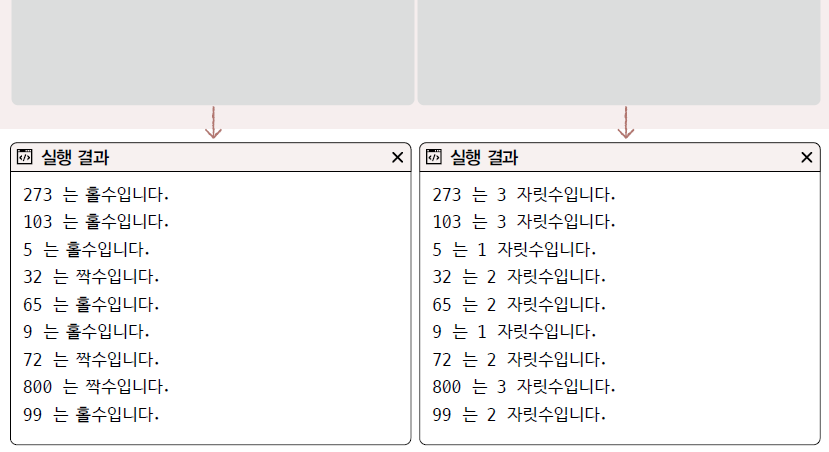 실행 결과
273 는 홀수입니다.
103 는 홀수입니다.
5 는 홀수입니다.
32 는 짝수입니다.
65 는 홀수입니다.
9 는 홀수입니다.
72 는 짝수입니다.
800 는 짝수입니다.
99 는 홀수입니다.
실행 결과
273 는 3 자릿수입니다.
103 는 3 자릿수입니다.
5 는 1 자릿수입니다.
32 는 2 자릿수입니다.
65 는 2 자릿수입니다.
9 는 1 자릿수입니다.
72 는 2 자릿수입니다.
800 는 3 자릿수입니다.
99 는 2 자릿수입니다.